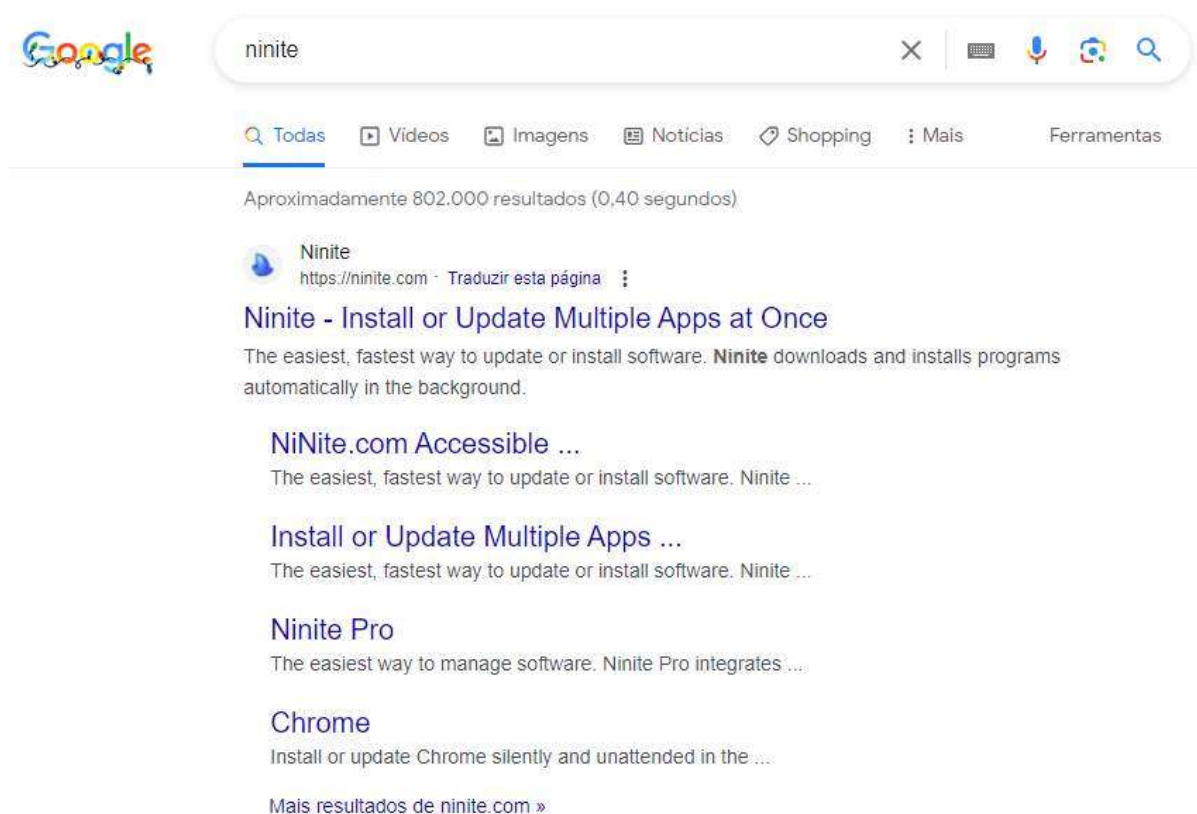 Google
ninite
Todas Vídeos Imagens Notícias Shopping Mais Ferramentas
Aproximadamente 802.000 resultados (0,40 segundos)
Ninite
https://ninite.com · Traduzir esta página
Ninite - Install or Update Multiple Apps at Once
The easiest, fastest way to update or install software. Ninite downloads and installs programs
automatically in the background.
NiNite.com Accessible ...
The easiest, fastest way to update or install software. Ninite ...
Install or Update Multiple Apps ...
The easiest, fastest way to update or install software. Ninite ...
Ninite Pro
The easiest way to manage software. Ninite Pro integrates ...
Chrome
Install or update Chrome silently and unattended in the ...
Mais resultados de ninite.com »